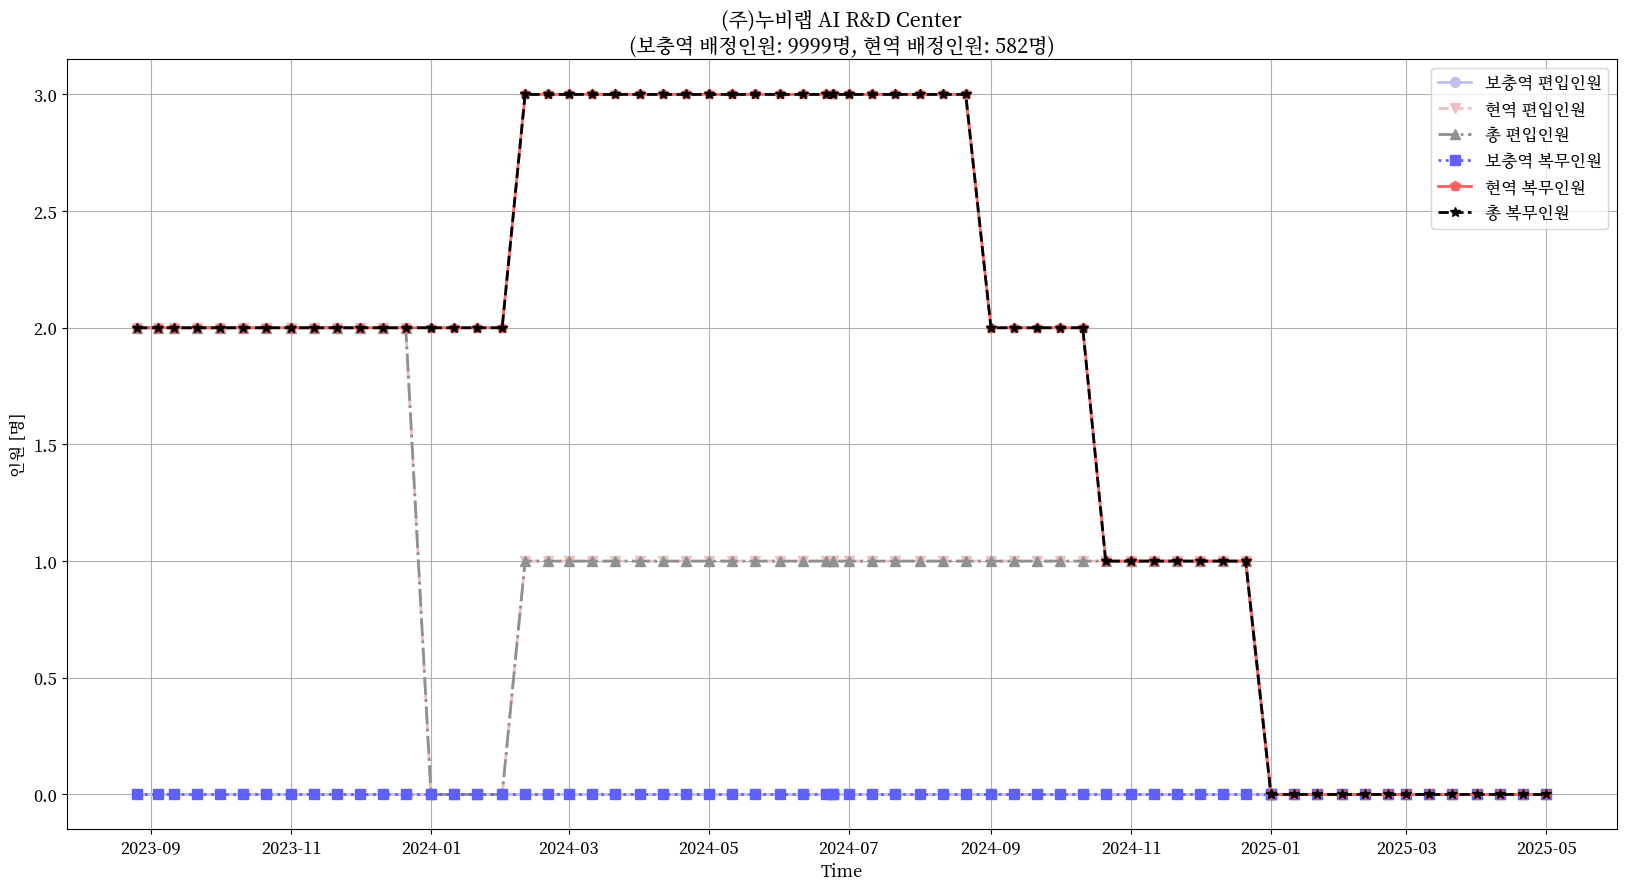 (주)누비랩 AI R&D Center
(보충역 배정인원: 9999명, 현역 배정인원: 582명)
보충역 편입인원
현역 편입인원
총 편입인원
보충역 복무인원
현역 복무인원
총 복무인원
3.0
2.5
2.0
1.5
1.0
0.5
0.0
인원 [명]
2023-09 2023-11 2024-01 2024-03 2024-05 2024-07 2024-09 2024-11 2025-01 2025-03 2025-05
Time